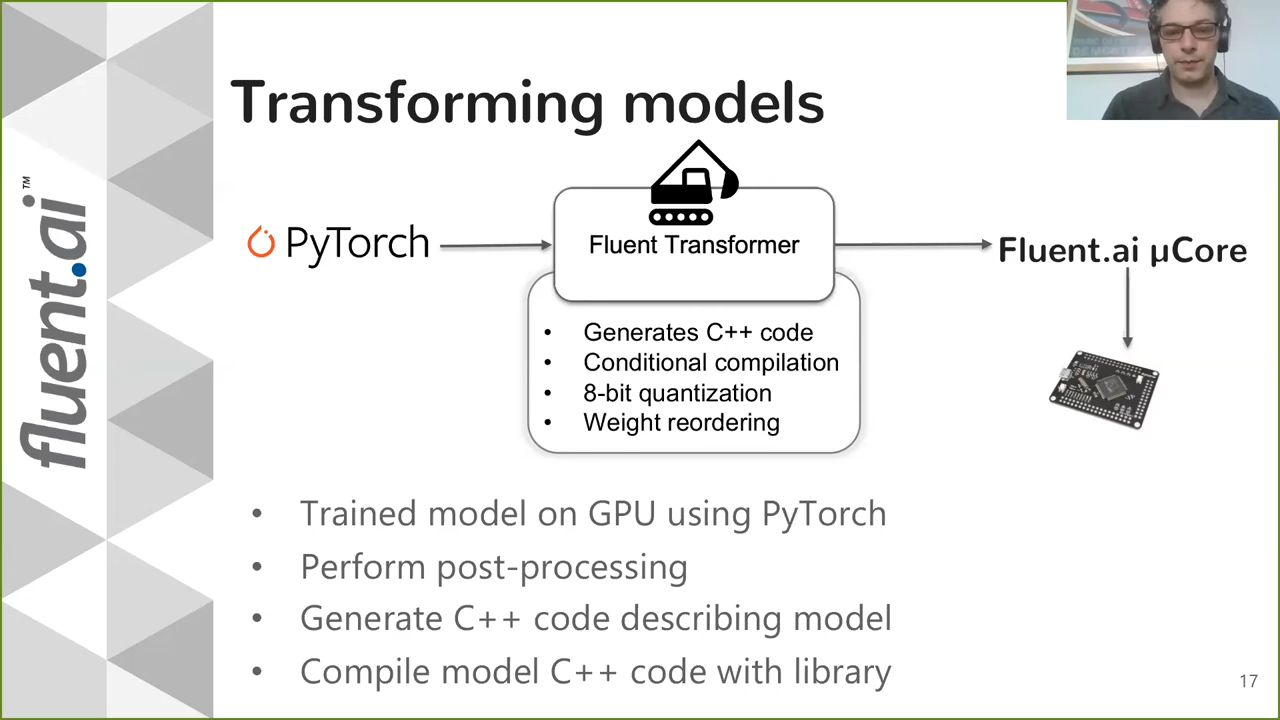 fluent.ai™
Transforming models
PyTorch
Fluent Transformer
Fluent.ai µCore
• Generates C++ code
• Conditional compilation
• 8-bit quantization
• Weight reordering
• Trained model on GPU using PyTorch
• Perform post-processing
• Generate C++ code describing model
• Compile model C++ code with library
17